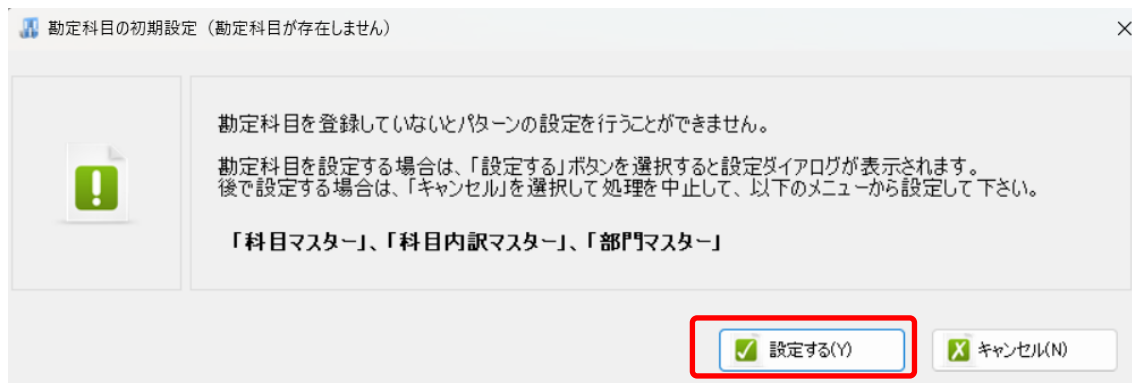 勘定科目の初期設定（勘定科目が存在しません）
勘定科目を登録していないとパターンの設定を行うことができません。
勘定科目を設定する場合は、「設定する」ボタンを選択すると設定ダイアログが表示されます。
後で設定する場合は、「キャンセル」を選択して処理を中止して、以下のメニューから設定して下さい。
「科目マスター」、「科目内訳マスター」、「部門マスター」
設定する(Y)
キャンセル(N)